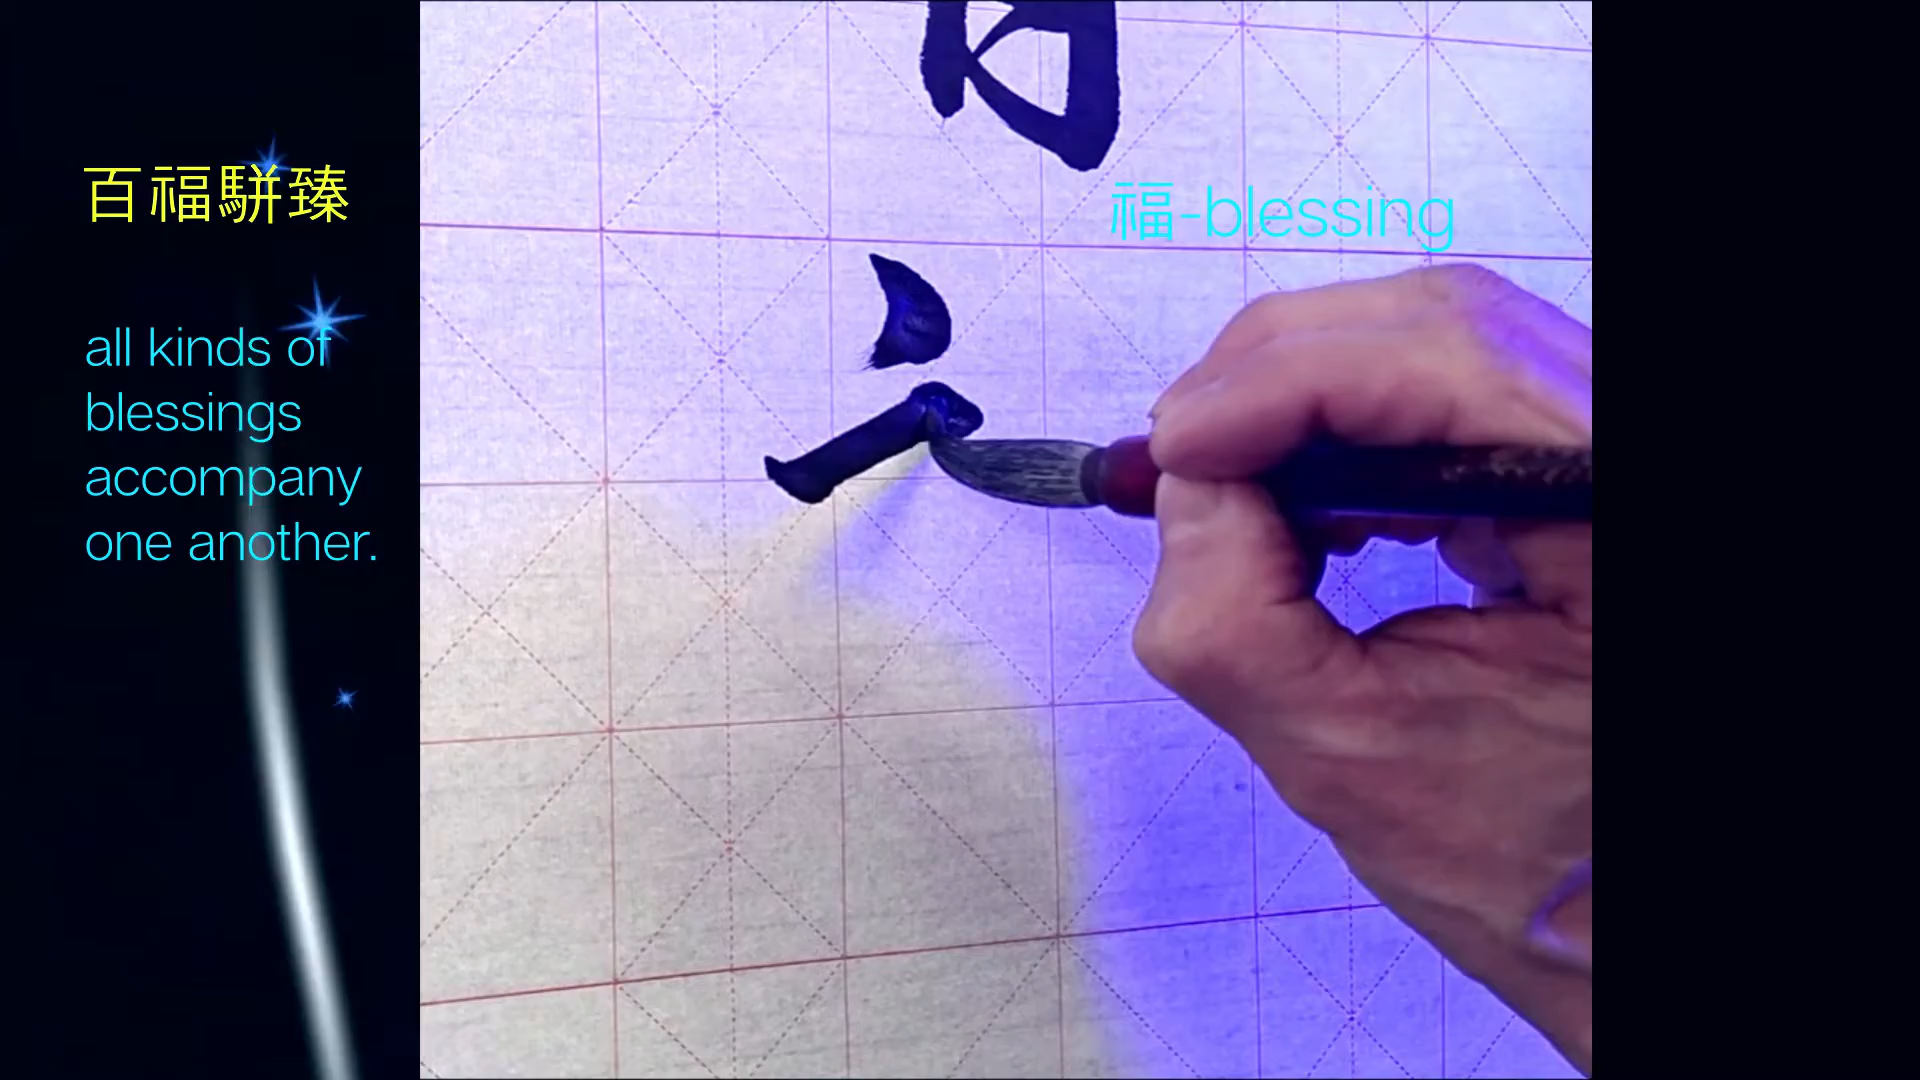 百福駢臻
all kinds of
blessings
accompany
one another.
福-blessing